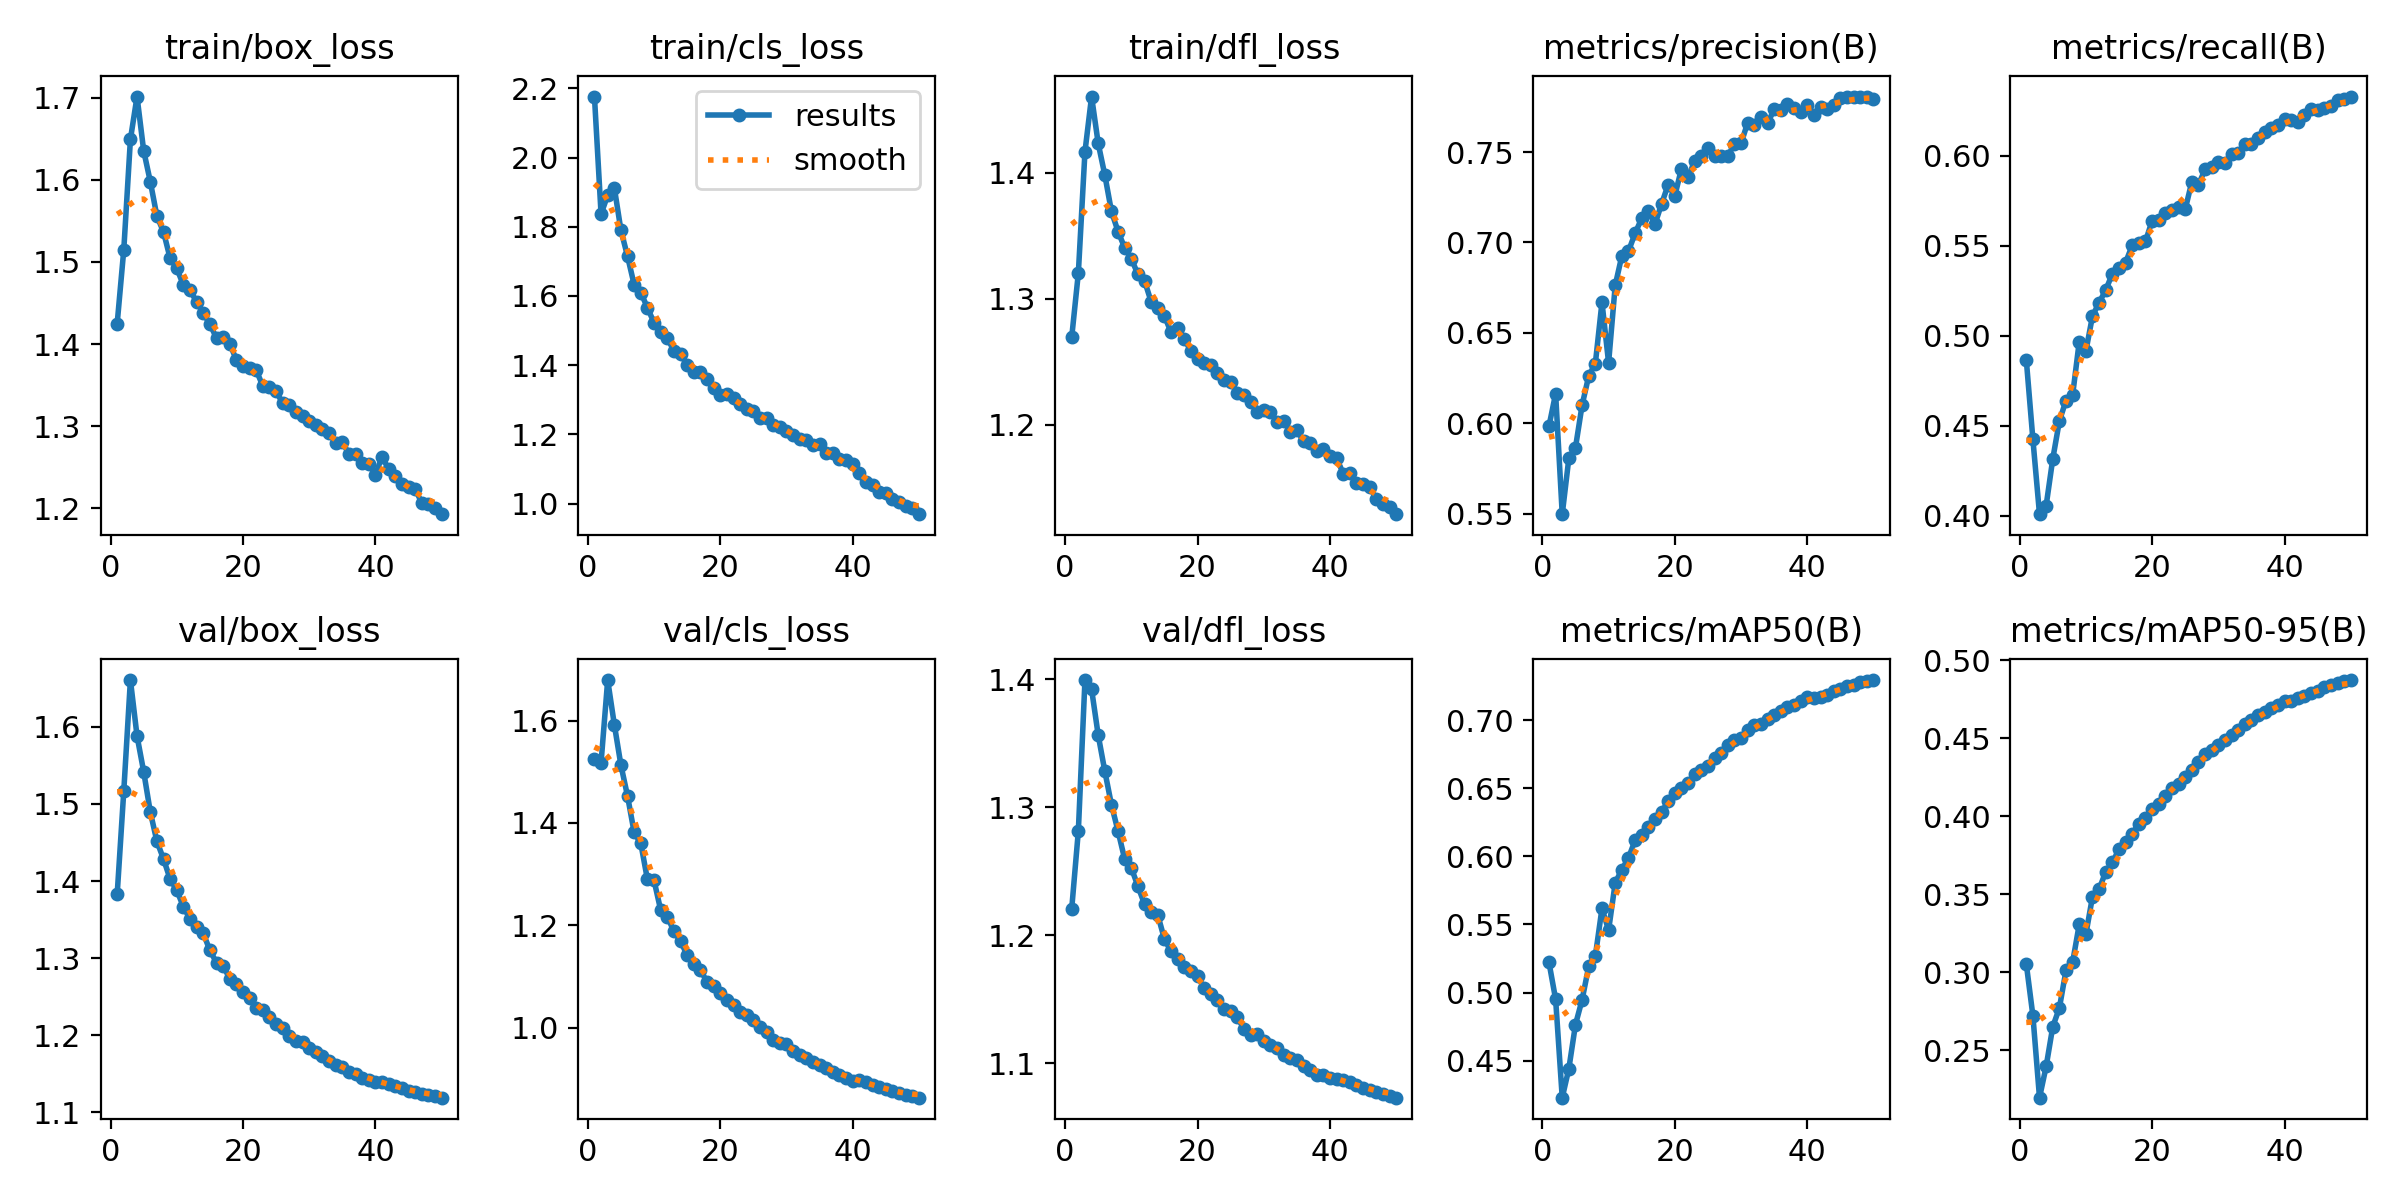 train/box_loss
1.7
1.6
1.5
1.4
1.3
1.2
0 20 40
train/cls_loss
results
smooth
2.2
2.0
1.8
1.6
1.4
1.2
1.0
0 20 40
train/dfl_loss
1.4
1.3
1.2
0 20 40
metrics/precision(B)
0.75
0.70
0.65
0.60
0.55
0 20 40
metrics/recall(B)
0.60
0.55
0.50
0.45
0.40
0 20 40
val/box_loss
1.6
1.5
1.4
1.3
1.2
1.1
0 20 40
val/cls_loss
1.6
1.4
1.2
1.0
0 20 40
val/dfl_loss
1.4
1.3
1.2
1.1
0 20 40
metrics/mAP50(B)
0.70
0.65
0.60
0.55
0.50
0.45
0 20 40
metrics/mAP50-95(B)
0.50
0.45
0.40
0.35
0.30
0.25
0 20 40